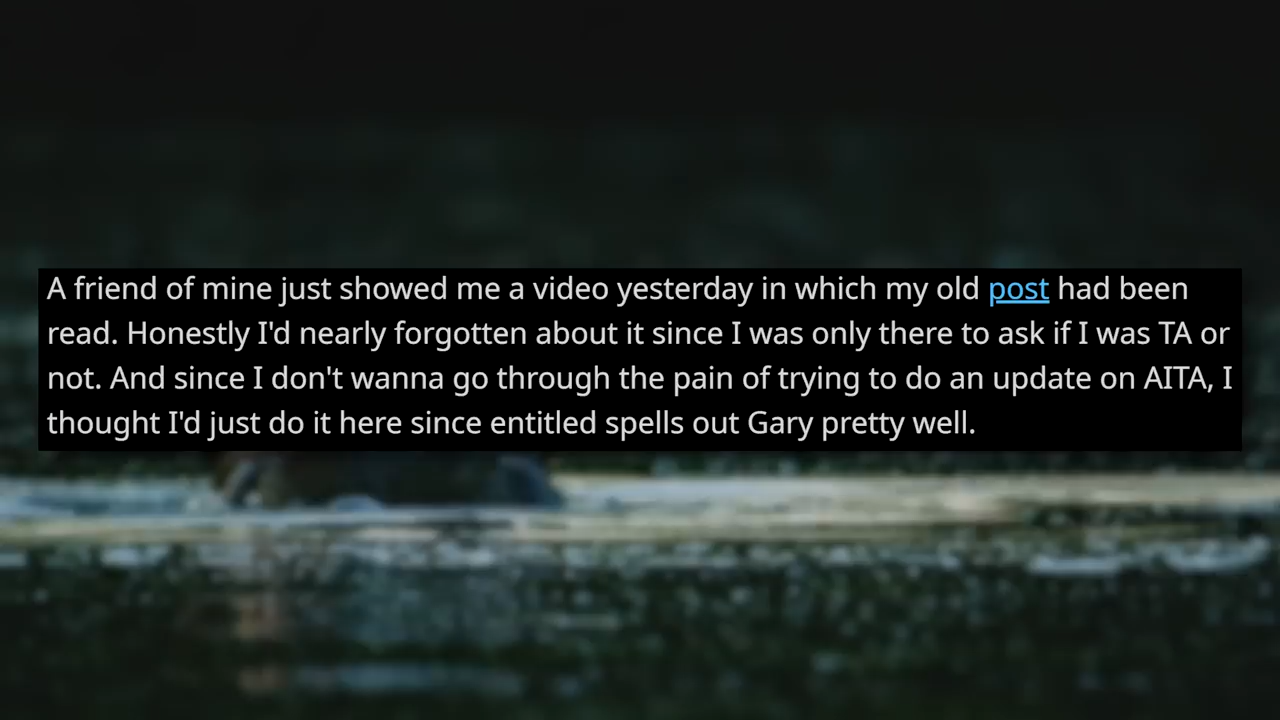 A friend of mine just showed me a video yesterday in which my old post had been
read. Honestly I'd nearly forgotten about it since I was only there to ask if I was TA or
not. And since I don't wanna go through the pain of trying to do an update on AITA, I
thought I'd just do it here since entitled spells out Gary pretty well.